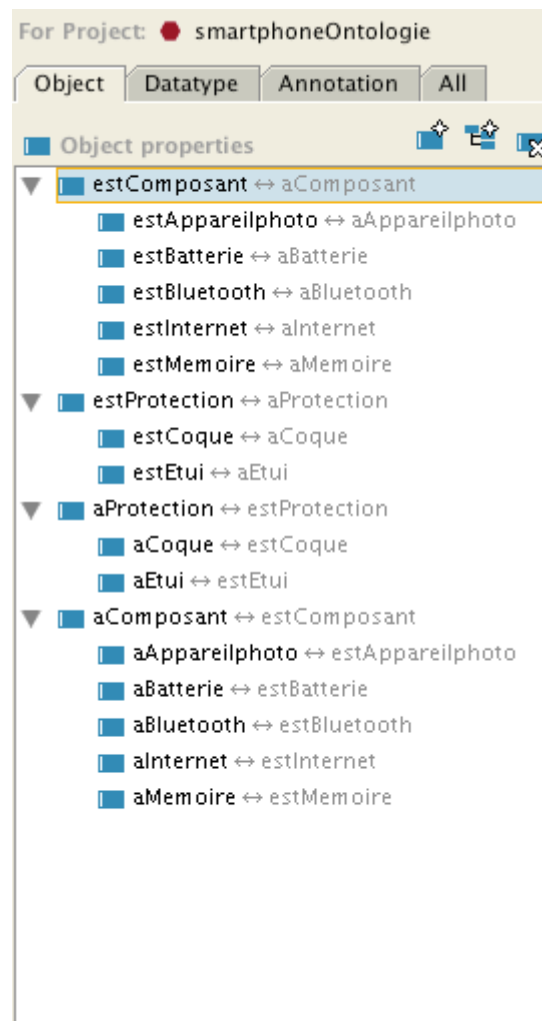 For Project: smartphoneOntologie
Object Datatype Annotation All
Object properties
estComposant ↔ aComposant
estAppareilphoto ↔ aAppareilphoto
estBatterie ↔ aBatterie
estBluetooth ↔ aBluetooth
estInternet ↔ aInternet
estMemoire ↔ aMemoire
estProtection ↔ aProtection
estCoque ↔ aCoque
estEtui ↔ aEtui
aProtection ↔ estProtection
aCoque ↔ estCoque
aEtui ↔ estEtui
aComposant ↔ estComposant
aAppareilphoto ↔ estAppareilphoto
aBatterie ↔ estBatterie
aBluetooth ↔ estBluetooth
aInternet ↔ estInternet
aMemoire ↔ estMemoire